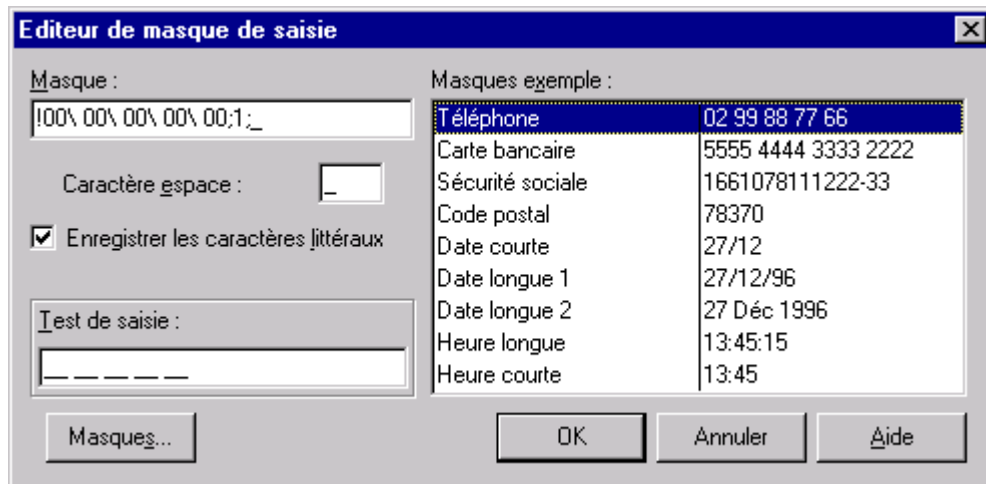 Editeur de masque de saisie
Masque :
!00\ 00\ 00\ 00\ 00;1;_
Caractère espace :
_
Enregistrer les caractères littéraux
Test de saisie :
__ __ __ __ __
Masques...
Masques exemple :
Téléphone 02 99 88 77 66
Carte bancaire 5555 4444 3333 2222
Sécurité sociale 1661078111222-33
Code postal 78370
Date courte 27/12
Date longue 1 27/12/96
Date longue 2 27 Déc 1996
Heure longue 13:45:15
Heure courte 13:45
OK
Annuler
Aide